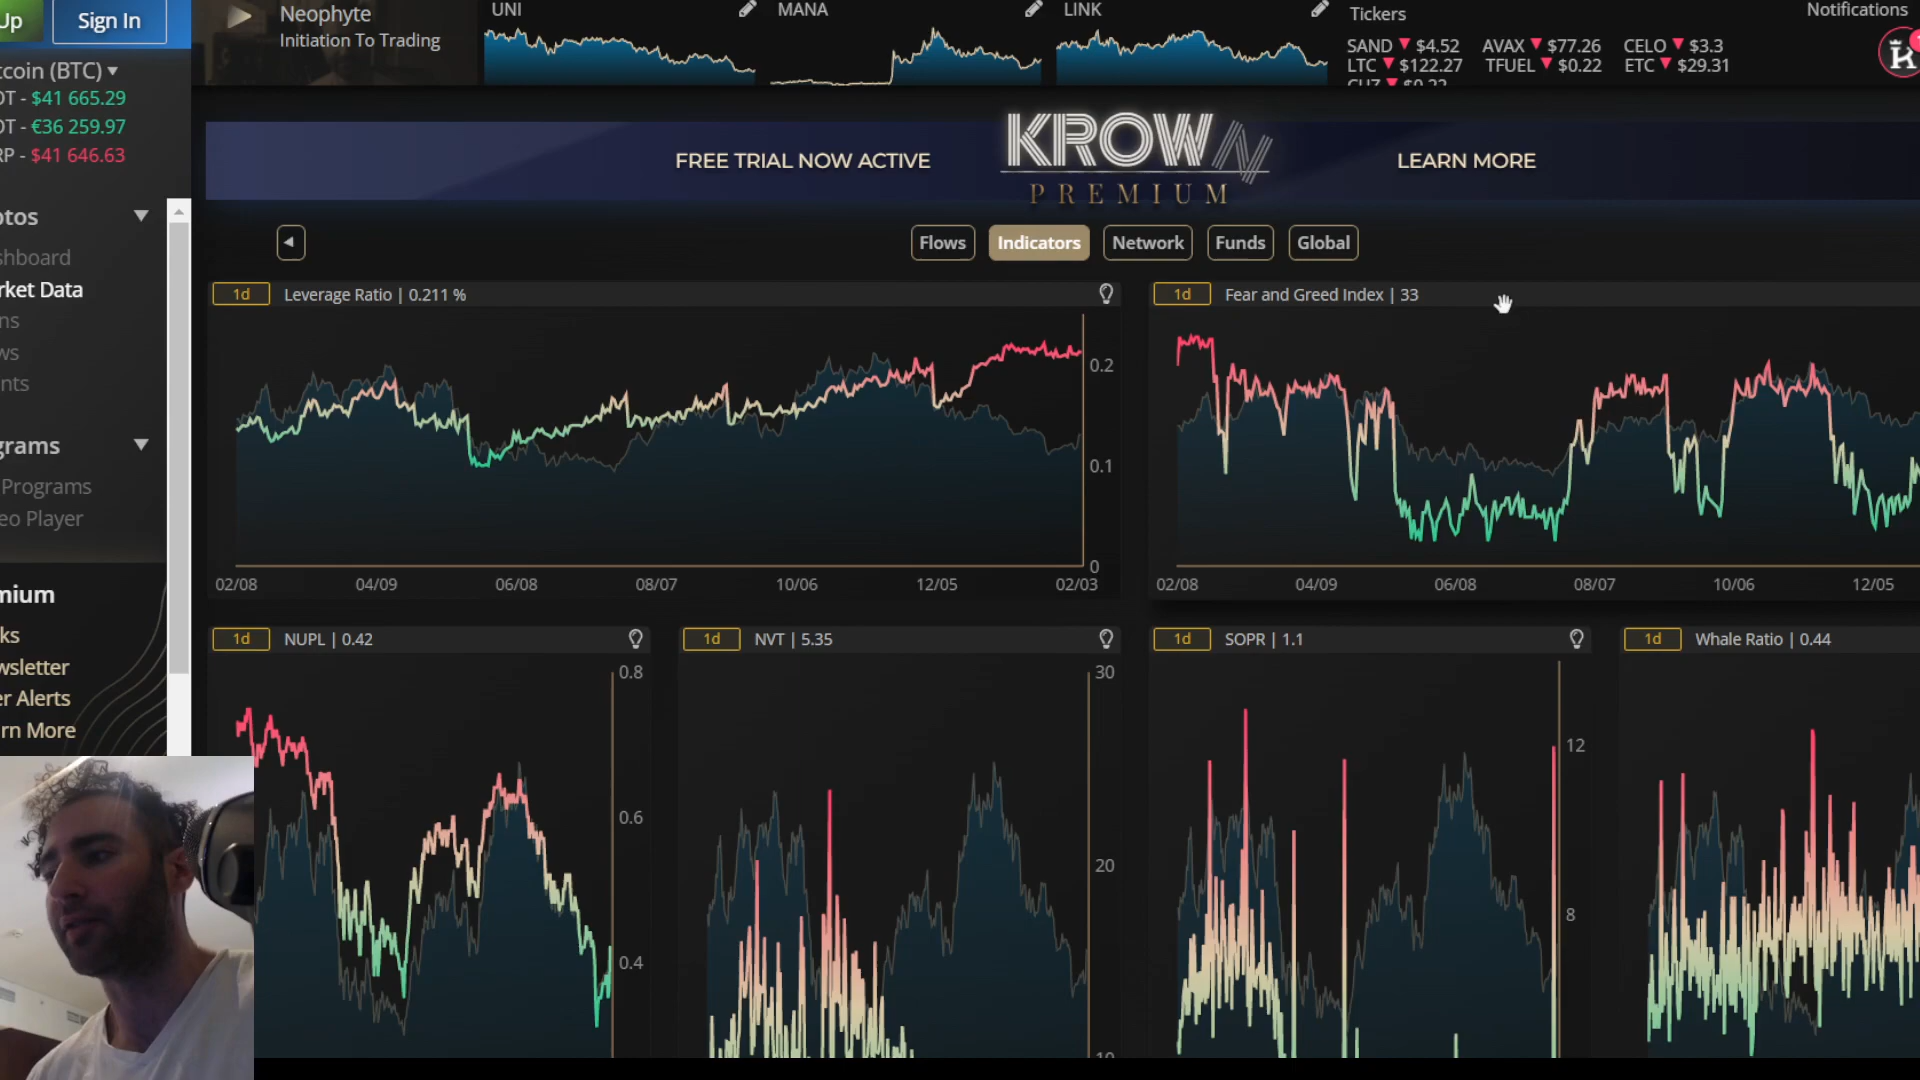 Up
Sign In
Neophyte
Initiation To Trading
UNI
MANA
LINK
Tickers
SAND ▼ $4.52 AVAX ▼ $77.26 CELO ▼ $3.3
LTC ▼ $122.27 TFUEL ▼ $0.22 ETC ▼ $29.31
Notifications
tcoin (BTC) ▾
DT - $41 665.29
DT - €36 259.97
RP - $41 646.63
ptos
shboard
rket Data
ns
ws
nts
grams
Programs
eo Player
mium
ks
wsletter
er Alerts
rn More
FREE TRIAL NOW ACTIVE
KROWN
PREMIUM
LEARN MORE
Flows
Indicators
Network
Funds
Global
1d Leverage Ratio | 0.211 %
0.2
0.1
0
02/08 04/09 06/08 08/07 10/06 12/05 02/03
1d Fear and Greed Index | 33
02/08 04/09 06/08 08/07 10/06 12/05
1d NUPL | 0.42
0.8
0.6
0.4
1d NVT | 5.35
30
20
1d SOPR | 1.1
12
8
1d Whale Ratio | 0.44